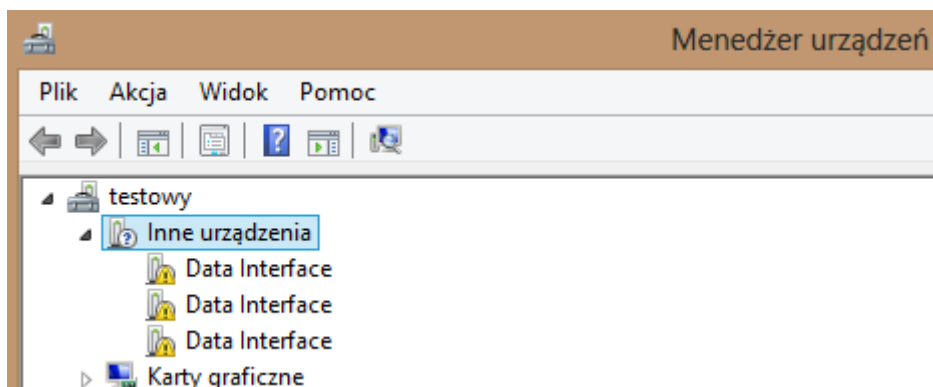 Menedżer urządzeń
Plik Akcja Widok Pomoc
testowy
Inne urządzenia
Data Interface
Data Interface
Data Interface
Karty graficzne